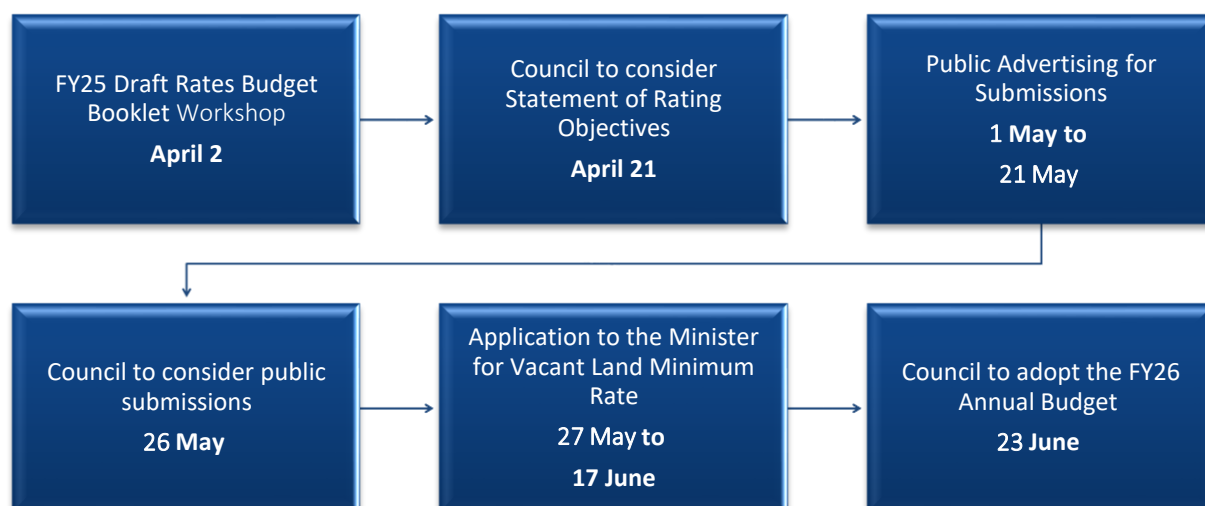 FY25 Draft Rates Budget
Booklet Workshop
April 2
Council to consider
Statement of Rating
Objectives
April 21
Public Advertising for
Submissions
1 May to
21 May
Council to consider public
submissions
26 May
Application to the Minister
for Vacant Land Minimum
Rate
27 May to
17 June
Council to adopt the FY26
Annual Budget
23 June